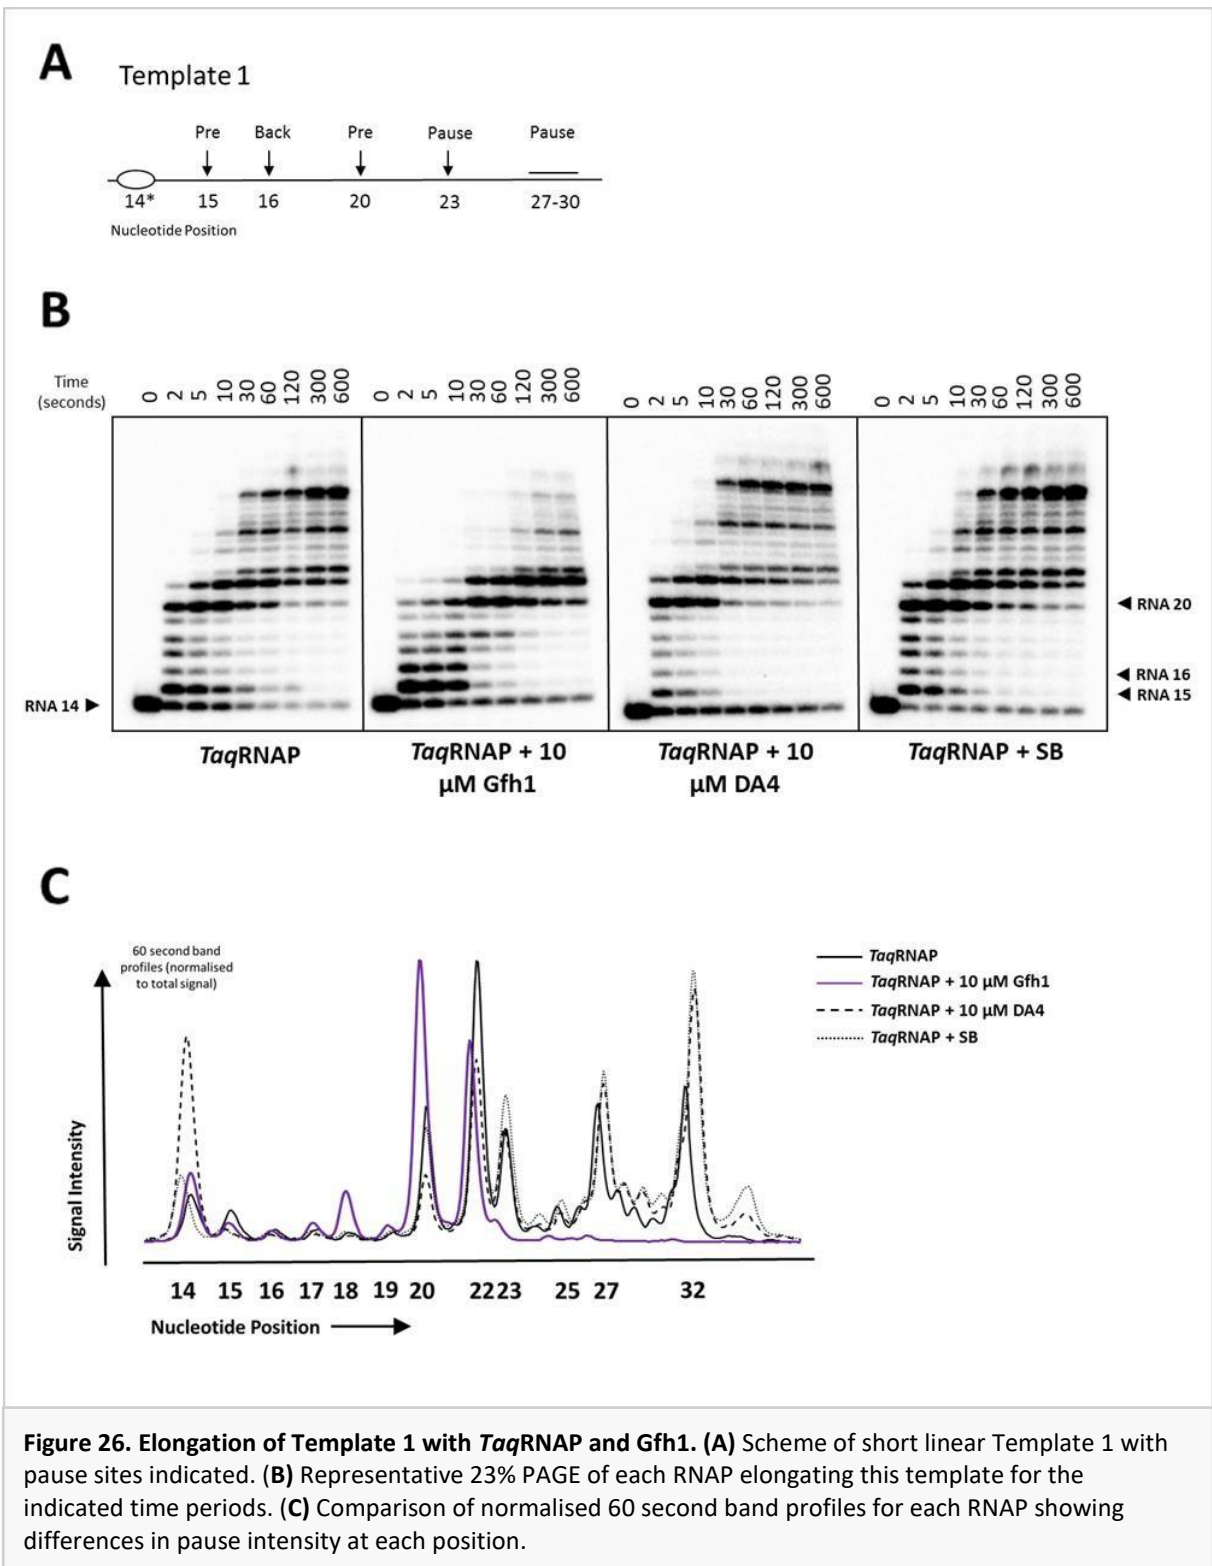 A
Template 1
Pre Back Pre Pause Pause
14* 15 16 20 23 27-30
Nucleotide Position
B
Time
(seconds)
0 2 5 10 30 60 120 300 600 0 2 5 10 30 60 120 300 600 0 2 5 10 30 60 120 300 600 0 2 5 10 30 60 120 300 600
RNA 20
RNA 16
RNA 15
RNA 14
TaqRNAP TaqRNAP + 10 TaqRNAP + 10 TaqRNAP + SB
µM Gfh1 µM DA4
C
60 second band
profiles (normalised
to total signal)
TaqRNAP
TaqRNAP + 10 µM Gfh1
TaqRNAP + 10 µM DA4
TaqRNAP + SB
Signal Intensity
14 15 16 17 18 19 20 22 23 25 27 32
Nucleotide Position
Figure 26. Elongation of Template 1 with TaqRNAP and Gfh1. (A) Scheme of short linear Template 1 with
pause sites indicated. (B) Representative 23% PAGE of each RNAP elongating this template for the
indicated time periods. (C) Comparison of normalised 60 second band profiles for each RNAP showing
differences in pause intensity at each position.